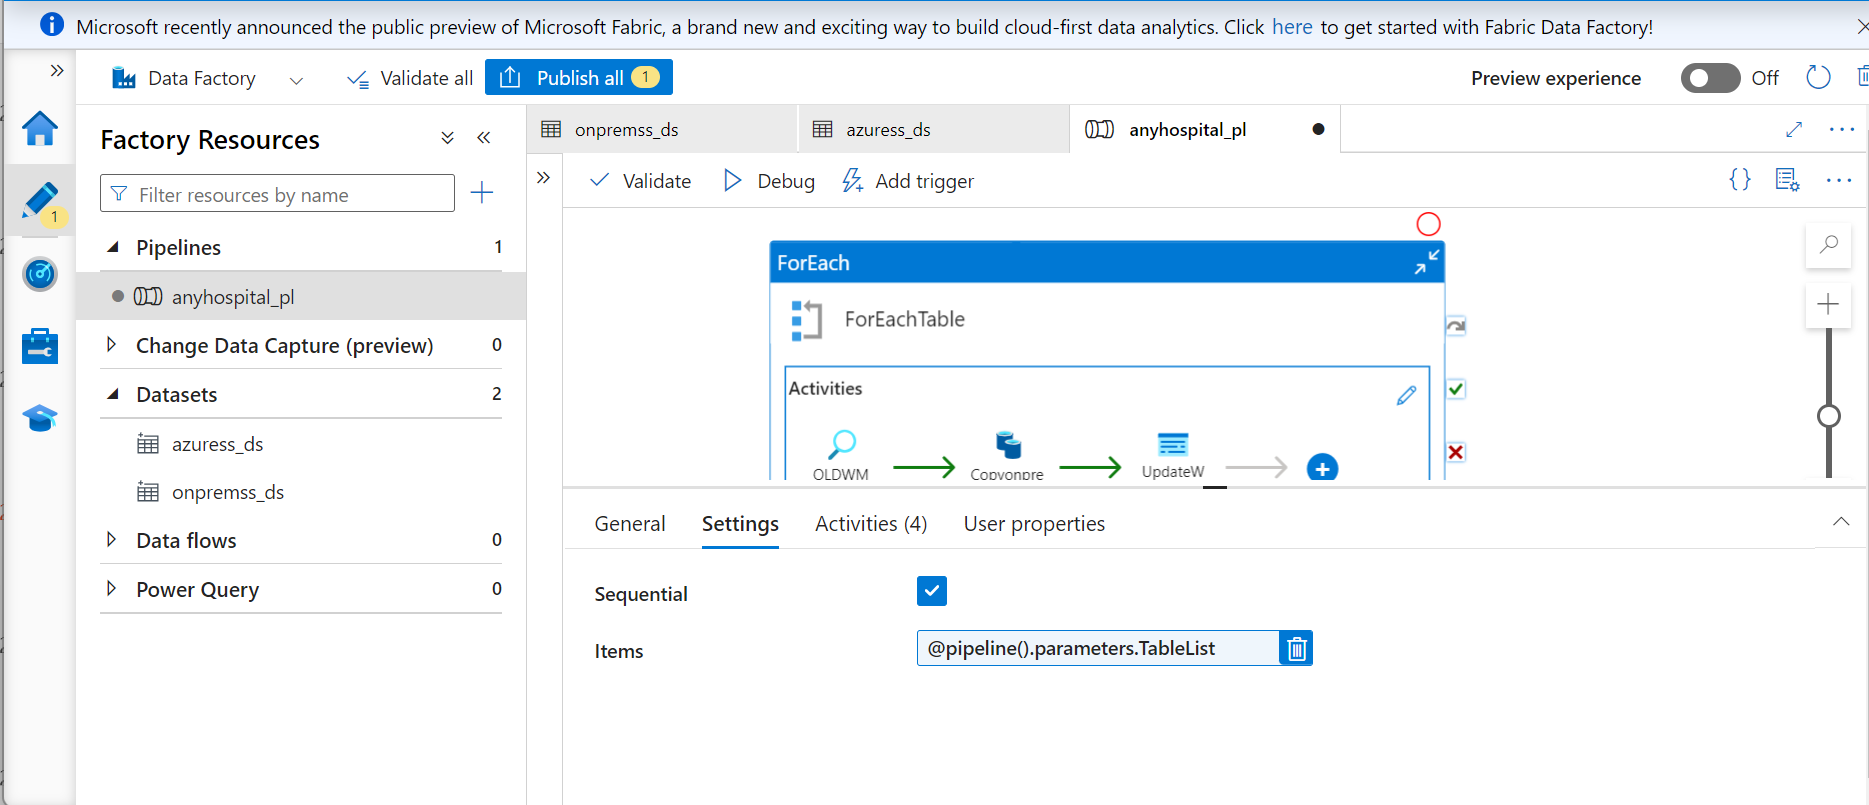 Microsoft recently announced the public preview of Microsoft Fabric, a brand new and exciting way to build cloud-first data analytics. Click here to get started with Fabric Data Factory!
Data Factory
Validate all
Publish all 1
Preview experience
Off
Factory Resources
Filter resources by name
1
Pipelines 1
anyhospital_pl
Change Data Capture (preview) 0
Datasets 2
azuress_ds
onpremss_ds
Data flows 0
Power Query 0
onpremss_ds
azuress_ds
anyhospital_pl
Validate
Debug
Add trigger
{}
ForEach
ForEachTable
Activities
OLDWM
Copyonpre
UpdateW
General
Settings
Activities (4)
User properties
Sequential
Items
@pipeline().parameters.TableList